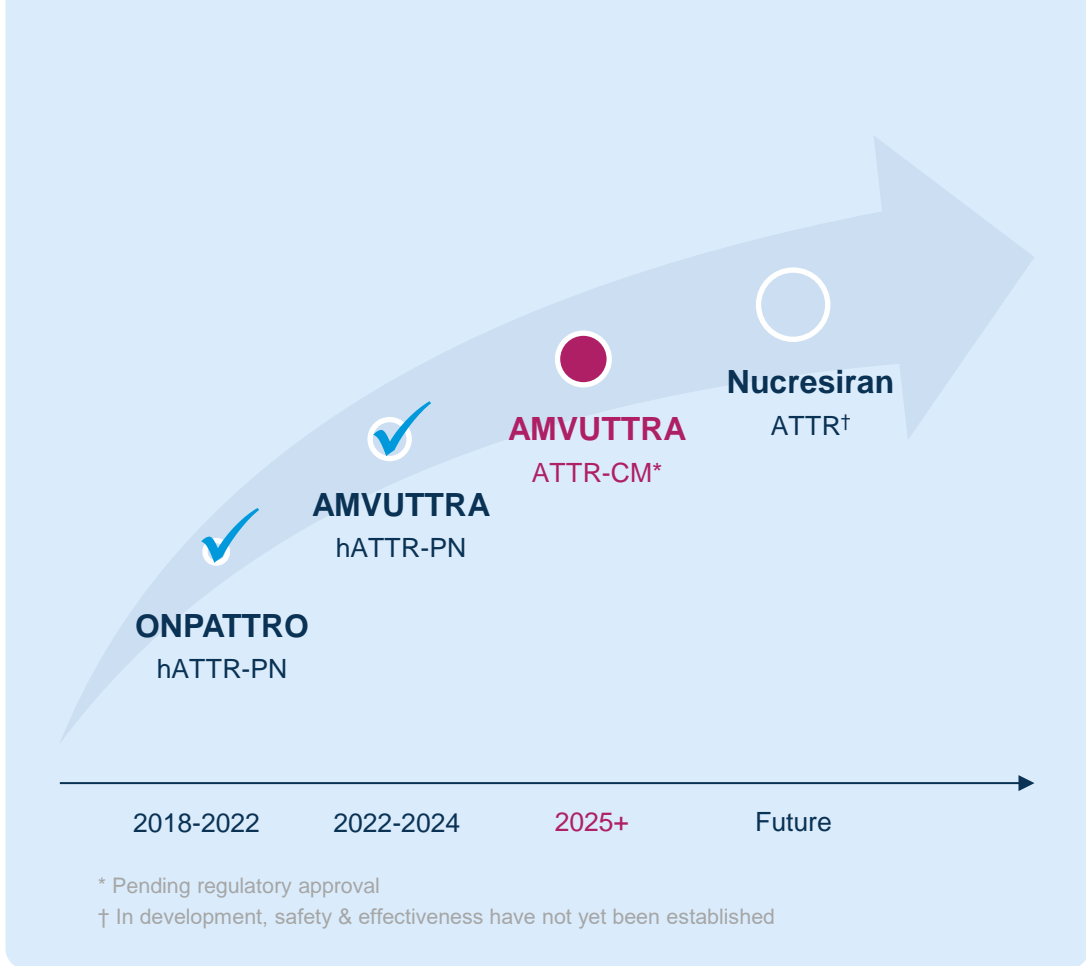 Nucresiran
ATTR†
AMVUTTRA
ATTR-CM*
AMVUTTRA
hATTR-PN
ONPATTRO
hATTR-PN
2018-2022 2022-2024 2025+ Future
* Pending regulatory approval
† In development, safety & effectiveness have not yet been established